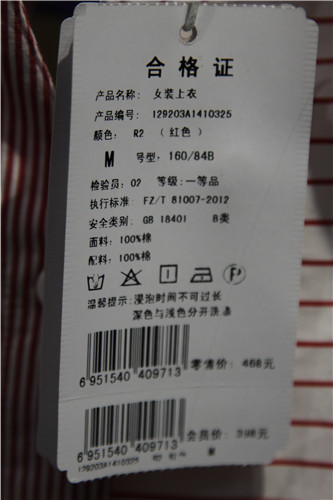 合格证
产品名称: 女装上衣
产品编号: 129203A1410325
颜色: R2 (红色)
M 号型: 160/84B
检验员: 02 等级: 一等品
执行标准 FZ/T 81007-2012
安全类别: GB 18401 B类
面料: 100%棉
配料: 100%棉
温馨提示: 浸泡时间不可过长
深色与浅色分开洗涤
零售价: 468元
6 951540 409713
会员价: 398元
6 951540 409713
129203A1410325